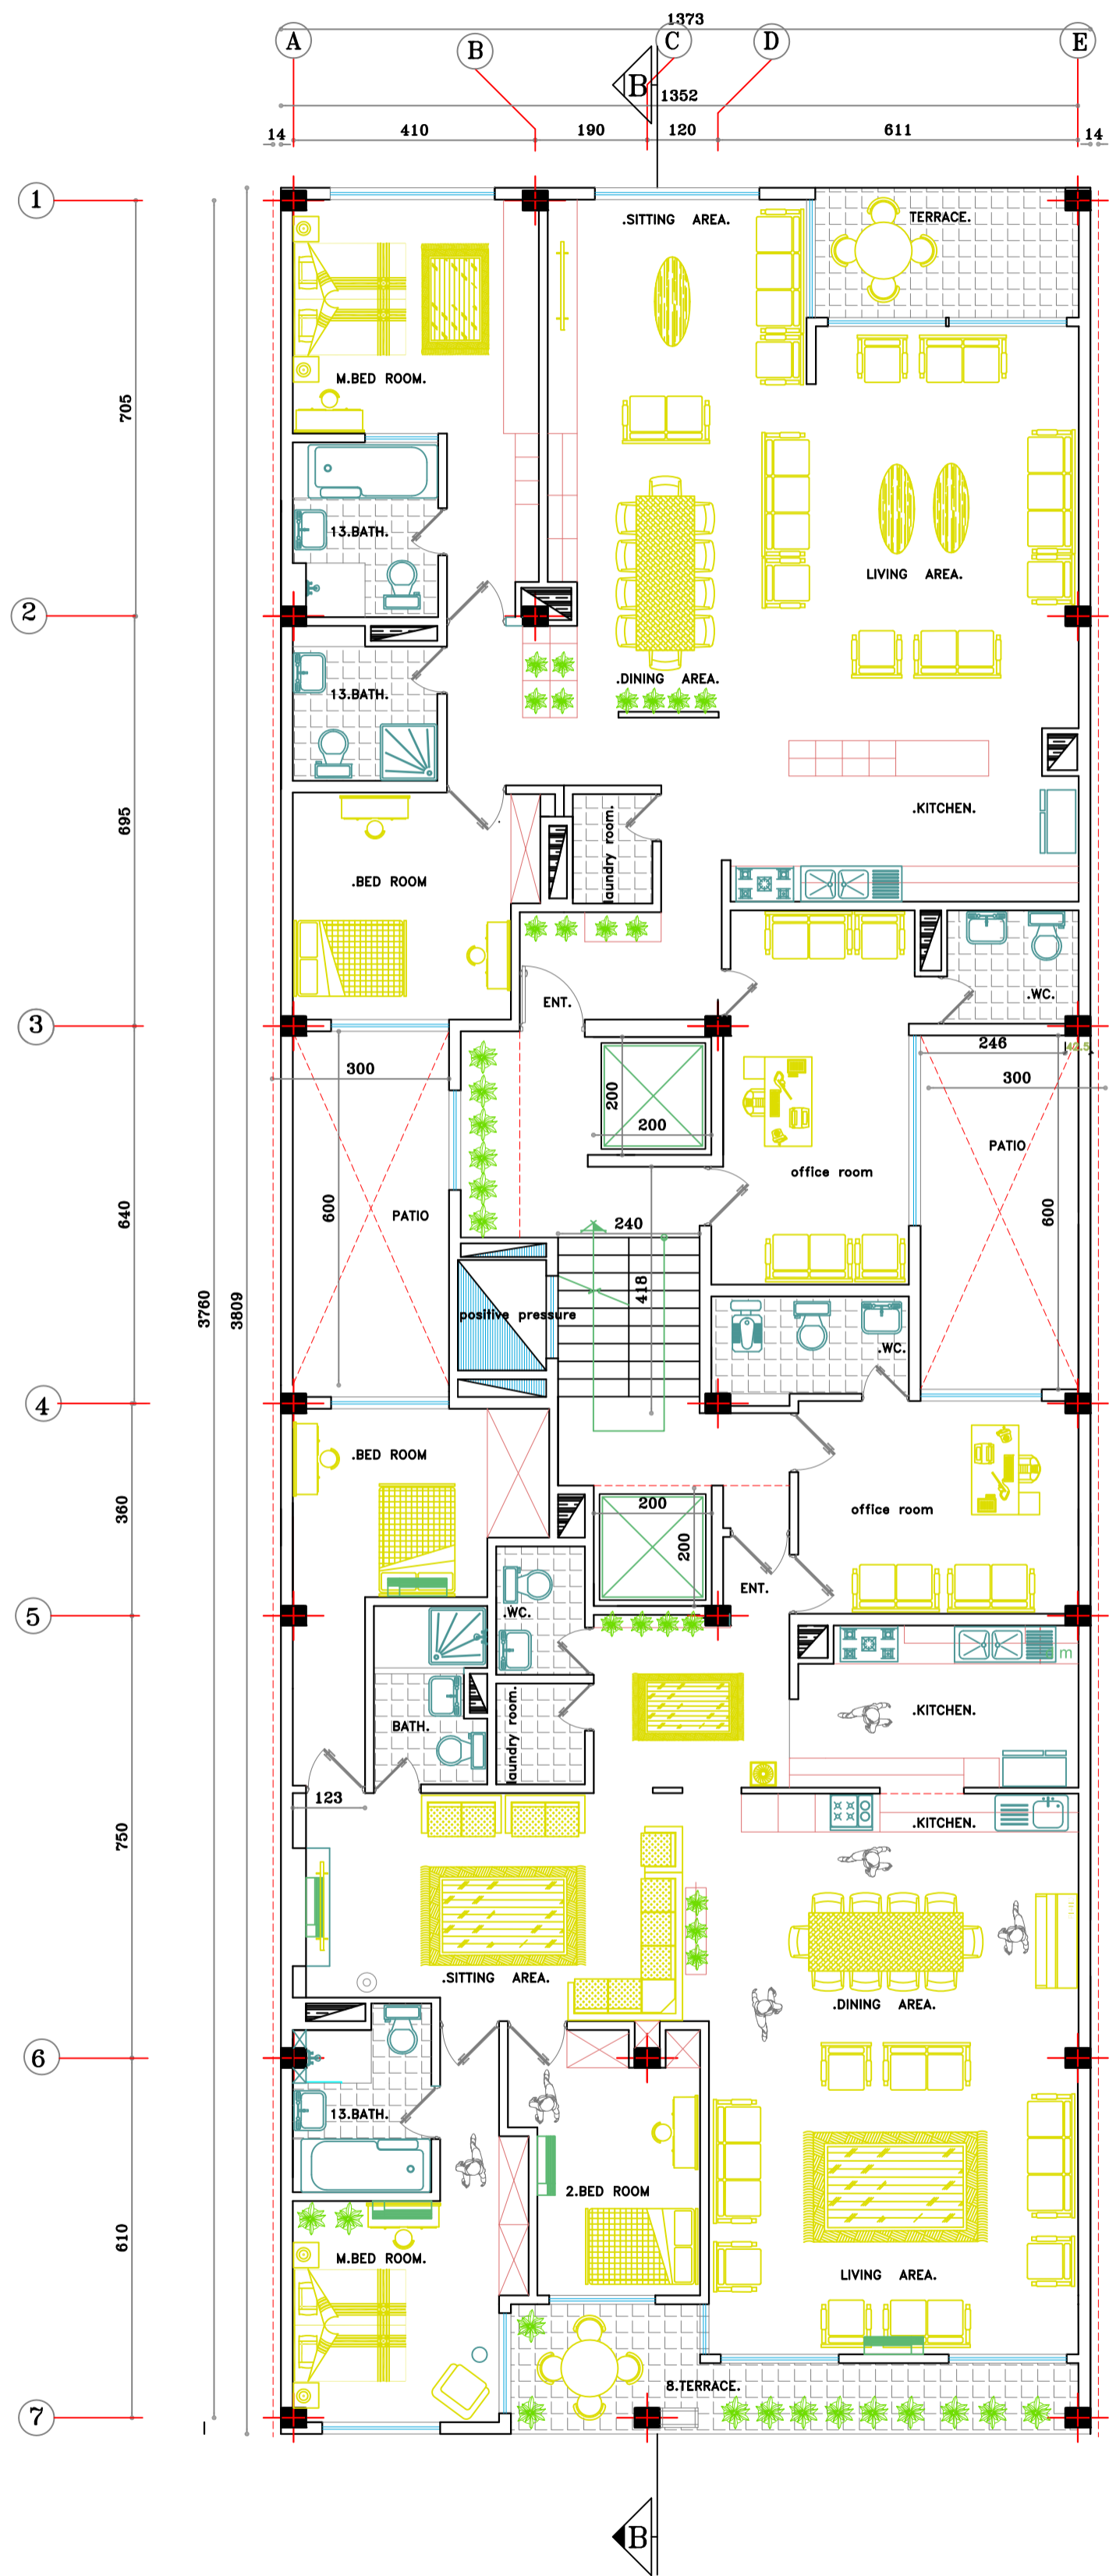 1373
A
B
C
D
E
B
1352
14
410
190
120
611
14
1
.SITTING AREA.
TERRACE.
M.BED ROOM.
705
13.BATH.
LIVING AREA.
2
13.BATH.
.DINING AREA.
695
.KITCHEN.
laundry room.
.BED ROOM
ENT.
.WC.
3
246
300
200
300
200
PATIO
office room
600
PATIO
600
640
240
418
3760
3809
positive pressure
.WC.
4
.BED ROOM
360
200
office room
200
ENT.
5
.WC.
m
.KITCHEN.
BATH.
laundry room.
123
.KITCHEN.
750
.SITTING AREA.
.DINING AREA.
6
13.BATH.
2.BED ROOM
610
M.BED ROOM.
LIVING AREA.
8.TERRACE.
7
B